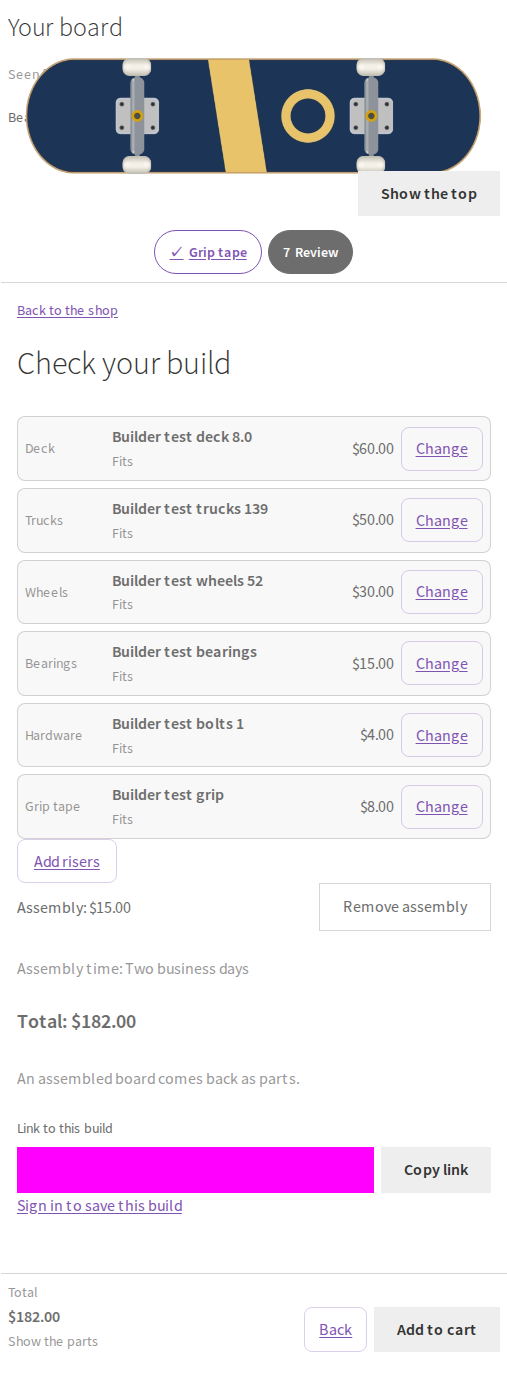 Your board
Show the top
✓ Grip tape
7 Review
Back to the shop
Check your build
Deck
Builder test deck 8.0
Fits
$60.00
Change
Trucks
Builder test trucks 139
Fits
$50.00
Change
Wheels
Builder test wheels 52
Fits
$30.00
Change
Bearings
Builder test bearings
Fits
$15.00
Change
Hardware
Builder test bolts 1
Fits
$4.00
Change
Grip tape
Builder test grip
Fits
$8.00
Change
Add risers
Assembly: $15.00
Remove assembly
Assembly time: Two business days
Total: $182.00
An assembled board comes back as parts.
Link to this build
Copy link
Sign in to save this build
Total
$182.00
Show the parts
Back
Add to cart